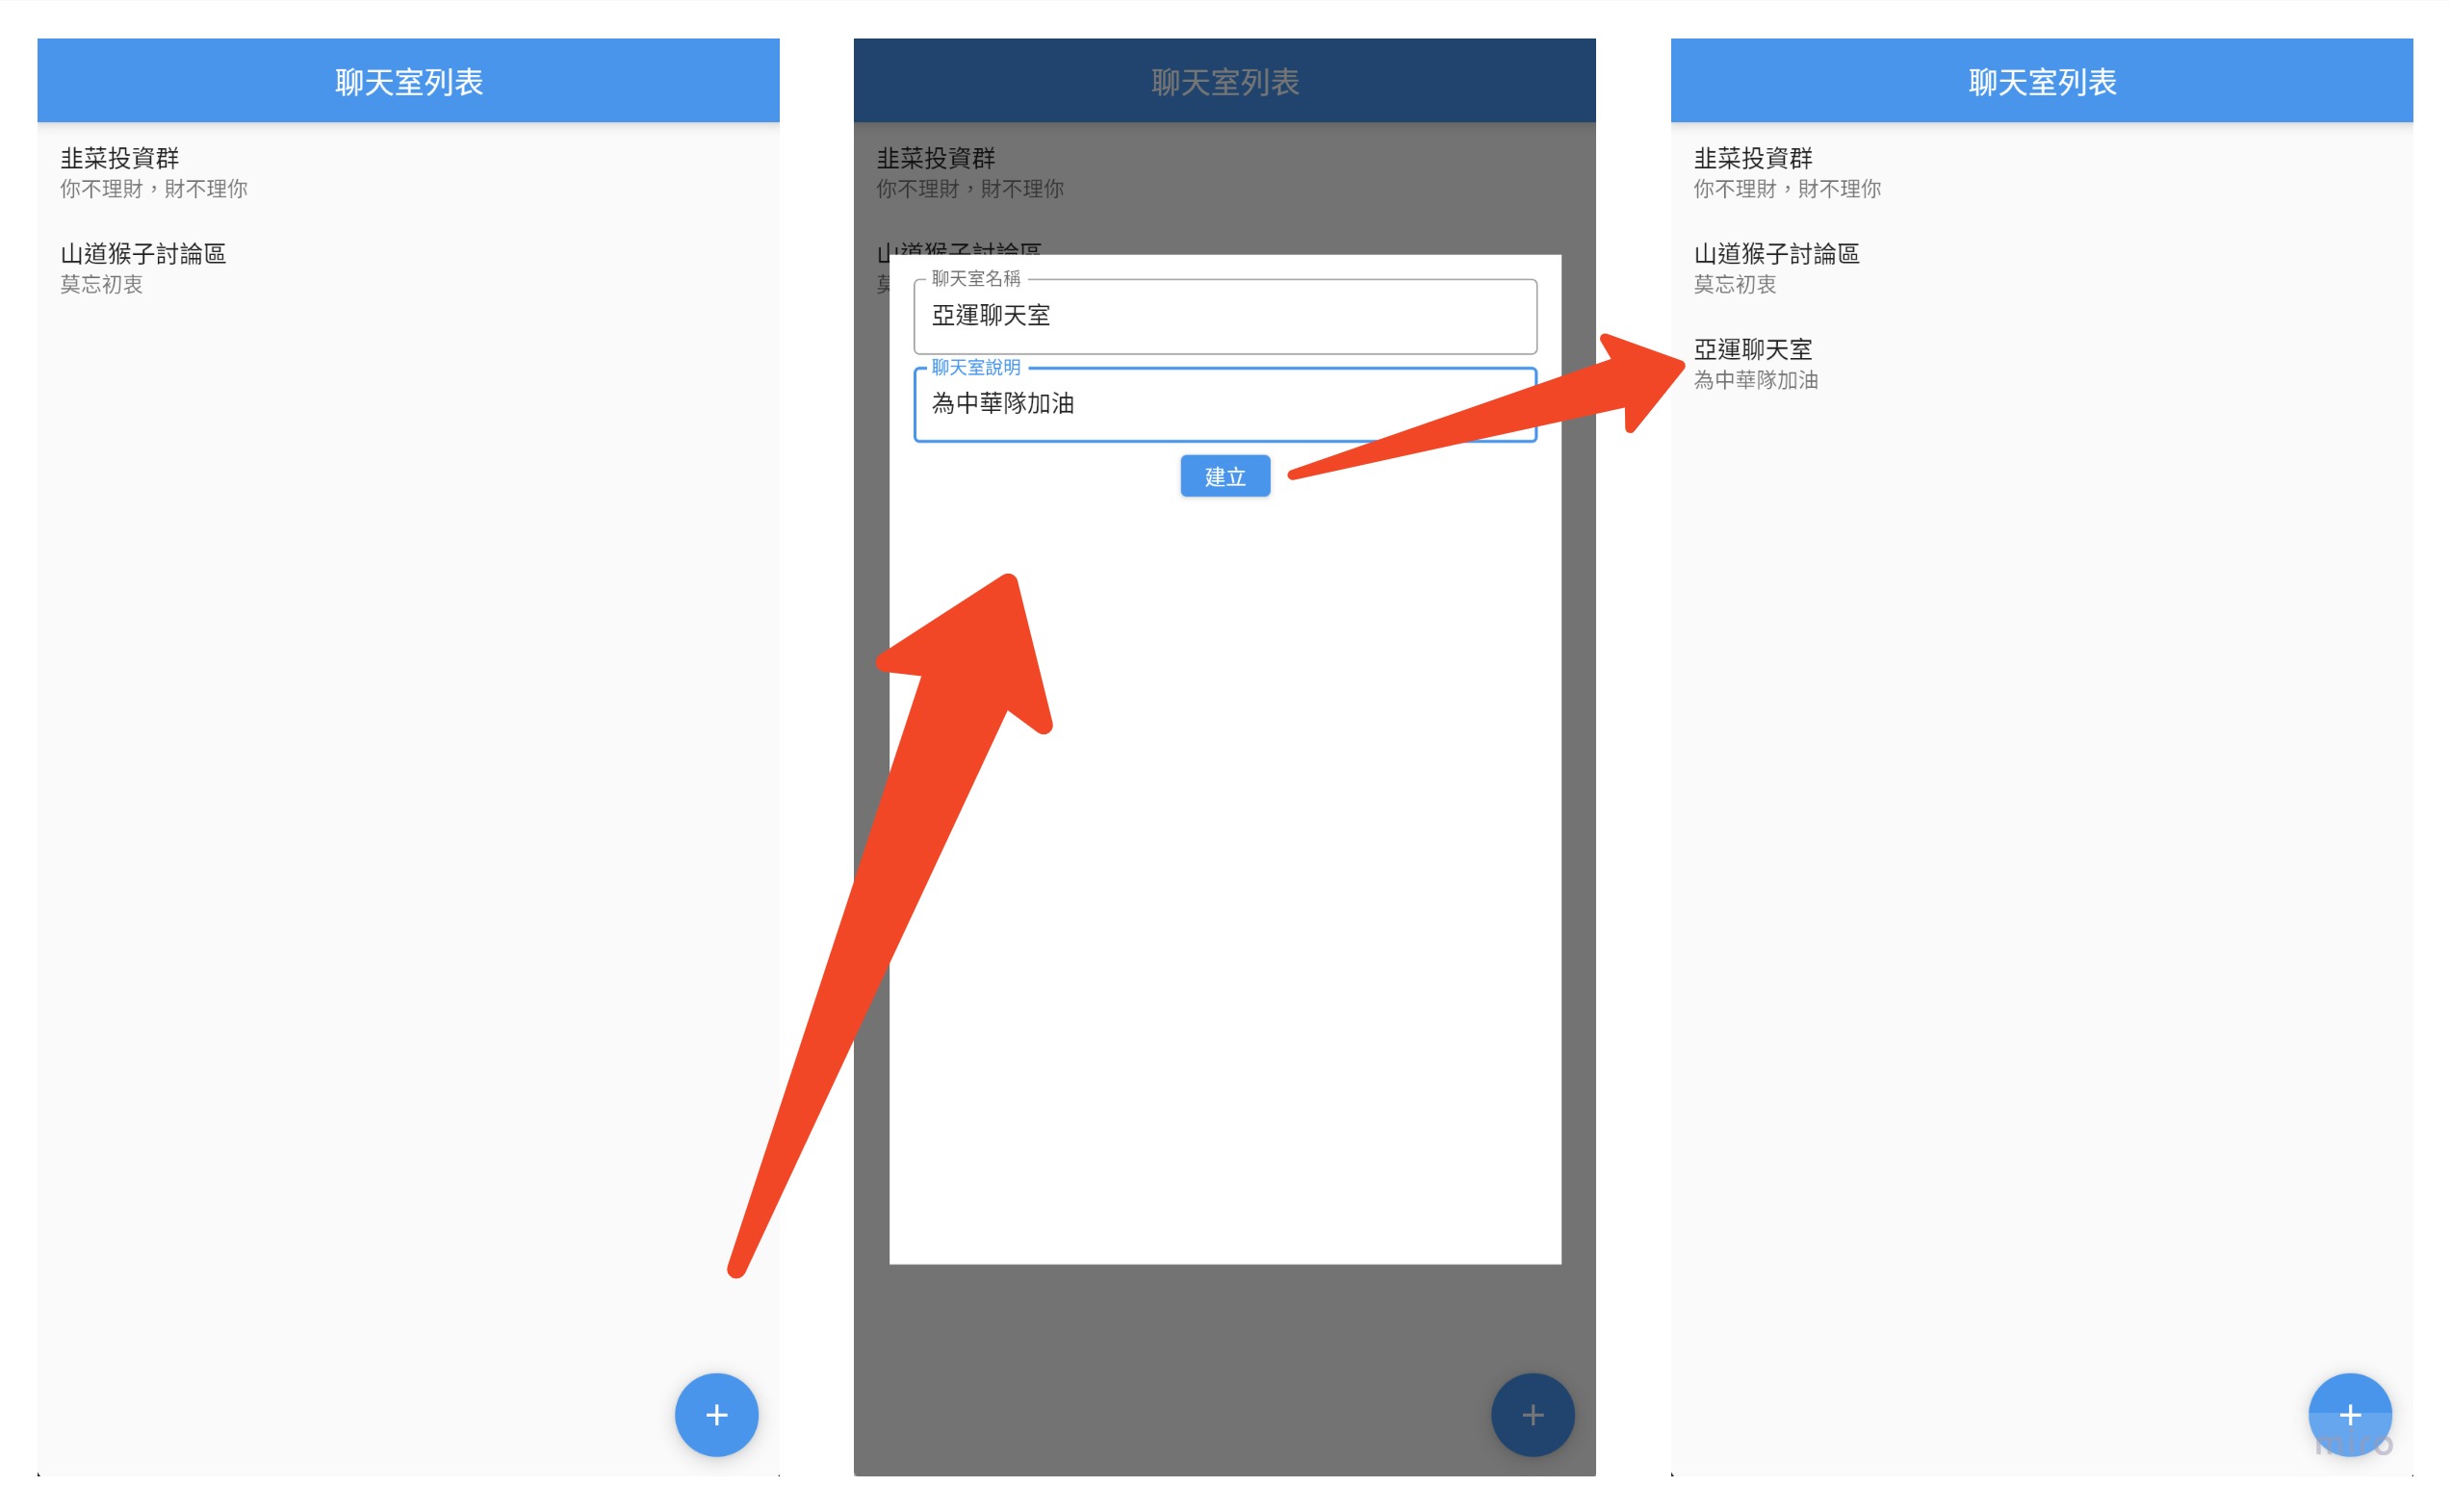 聊天室列表
韭菜投資群
你不理財，財不理你
山道猴子討論區
莫忘初衷
+
聊天室列表
韭菜投資群
你不理財，財不理你
山道猴子討論區
聊天室名稱
亞運聊天室
聊天室說明
為中華隊加油
建立
+
聊天室列表
韭菜投資群
你不理財，財不理你
山道猴子討論區
莫忘初衷
亞運聊天室
為中華隊加油
+
miro